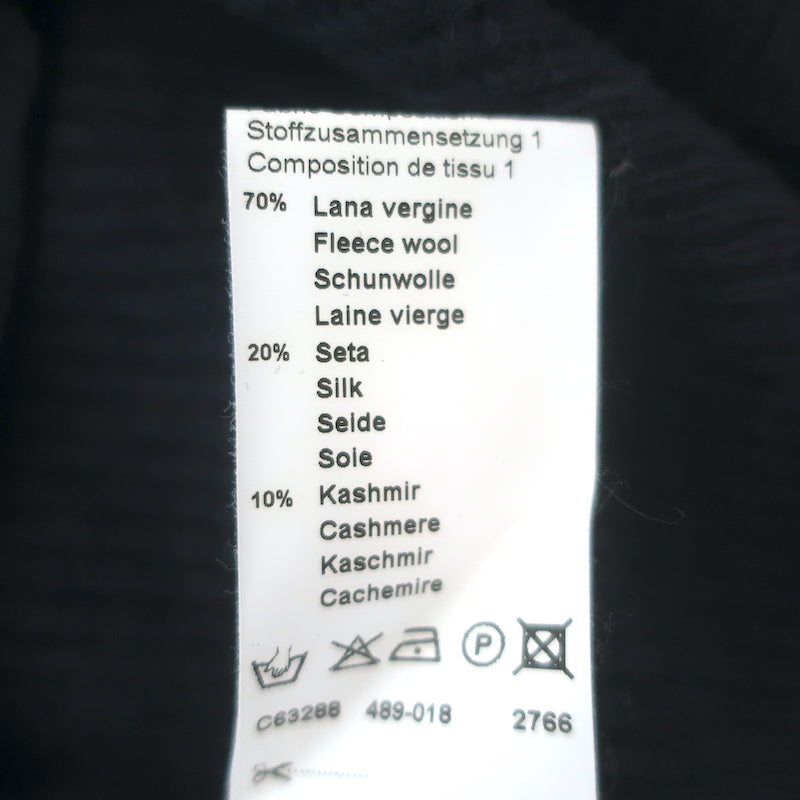 Stoffzusammensetzung 1
Composition de tissu 1
70% Lana vergine
Fleece wool
Schunwolle
Laine vierge
20% Seta
Silk
Seide
Soie
10% Kashmir
Cashmere
Kaschmir
Cachemire
P
C63288 489-018 2766